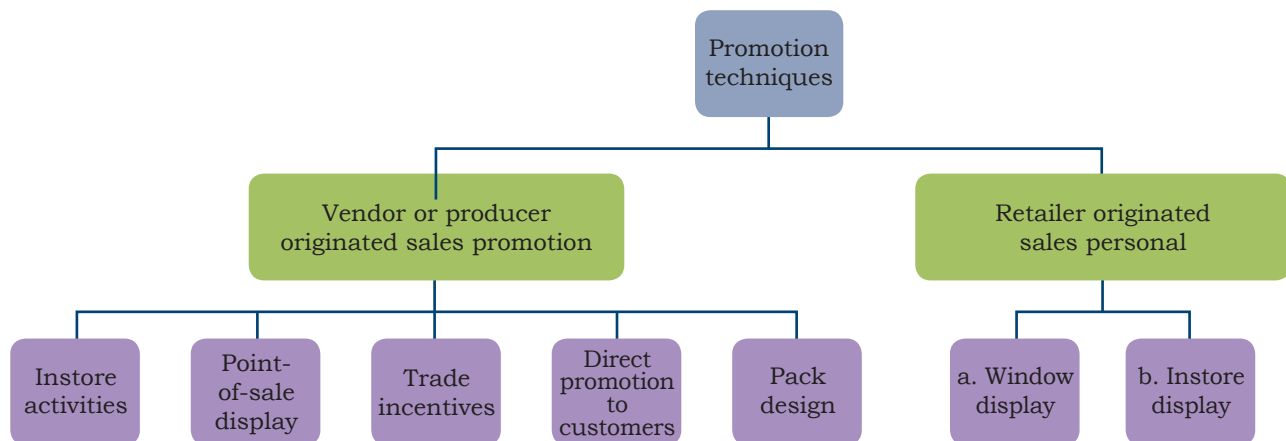 Promotion
techniques
Vendor or producer
originated sales promotion
Retailer originated
sales personal
Instore
activities
Point-
of-sale
display
Trade
incentives
Direct
promotion
to
customers
Pack
design
a. Window
display
b. Instore
display